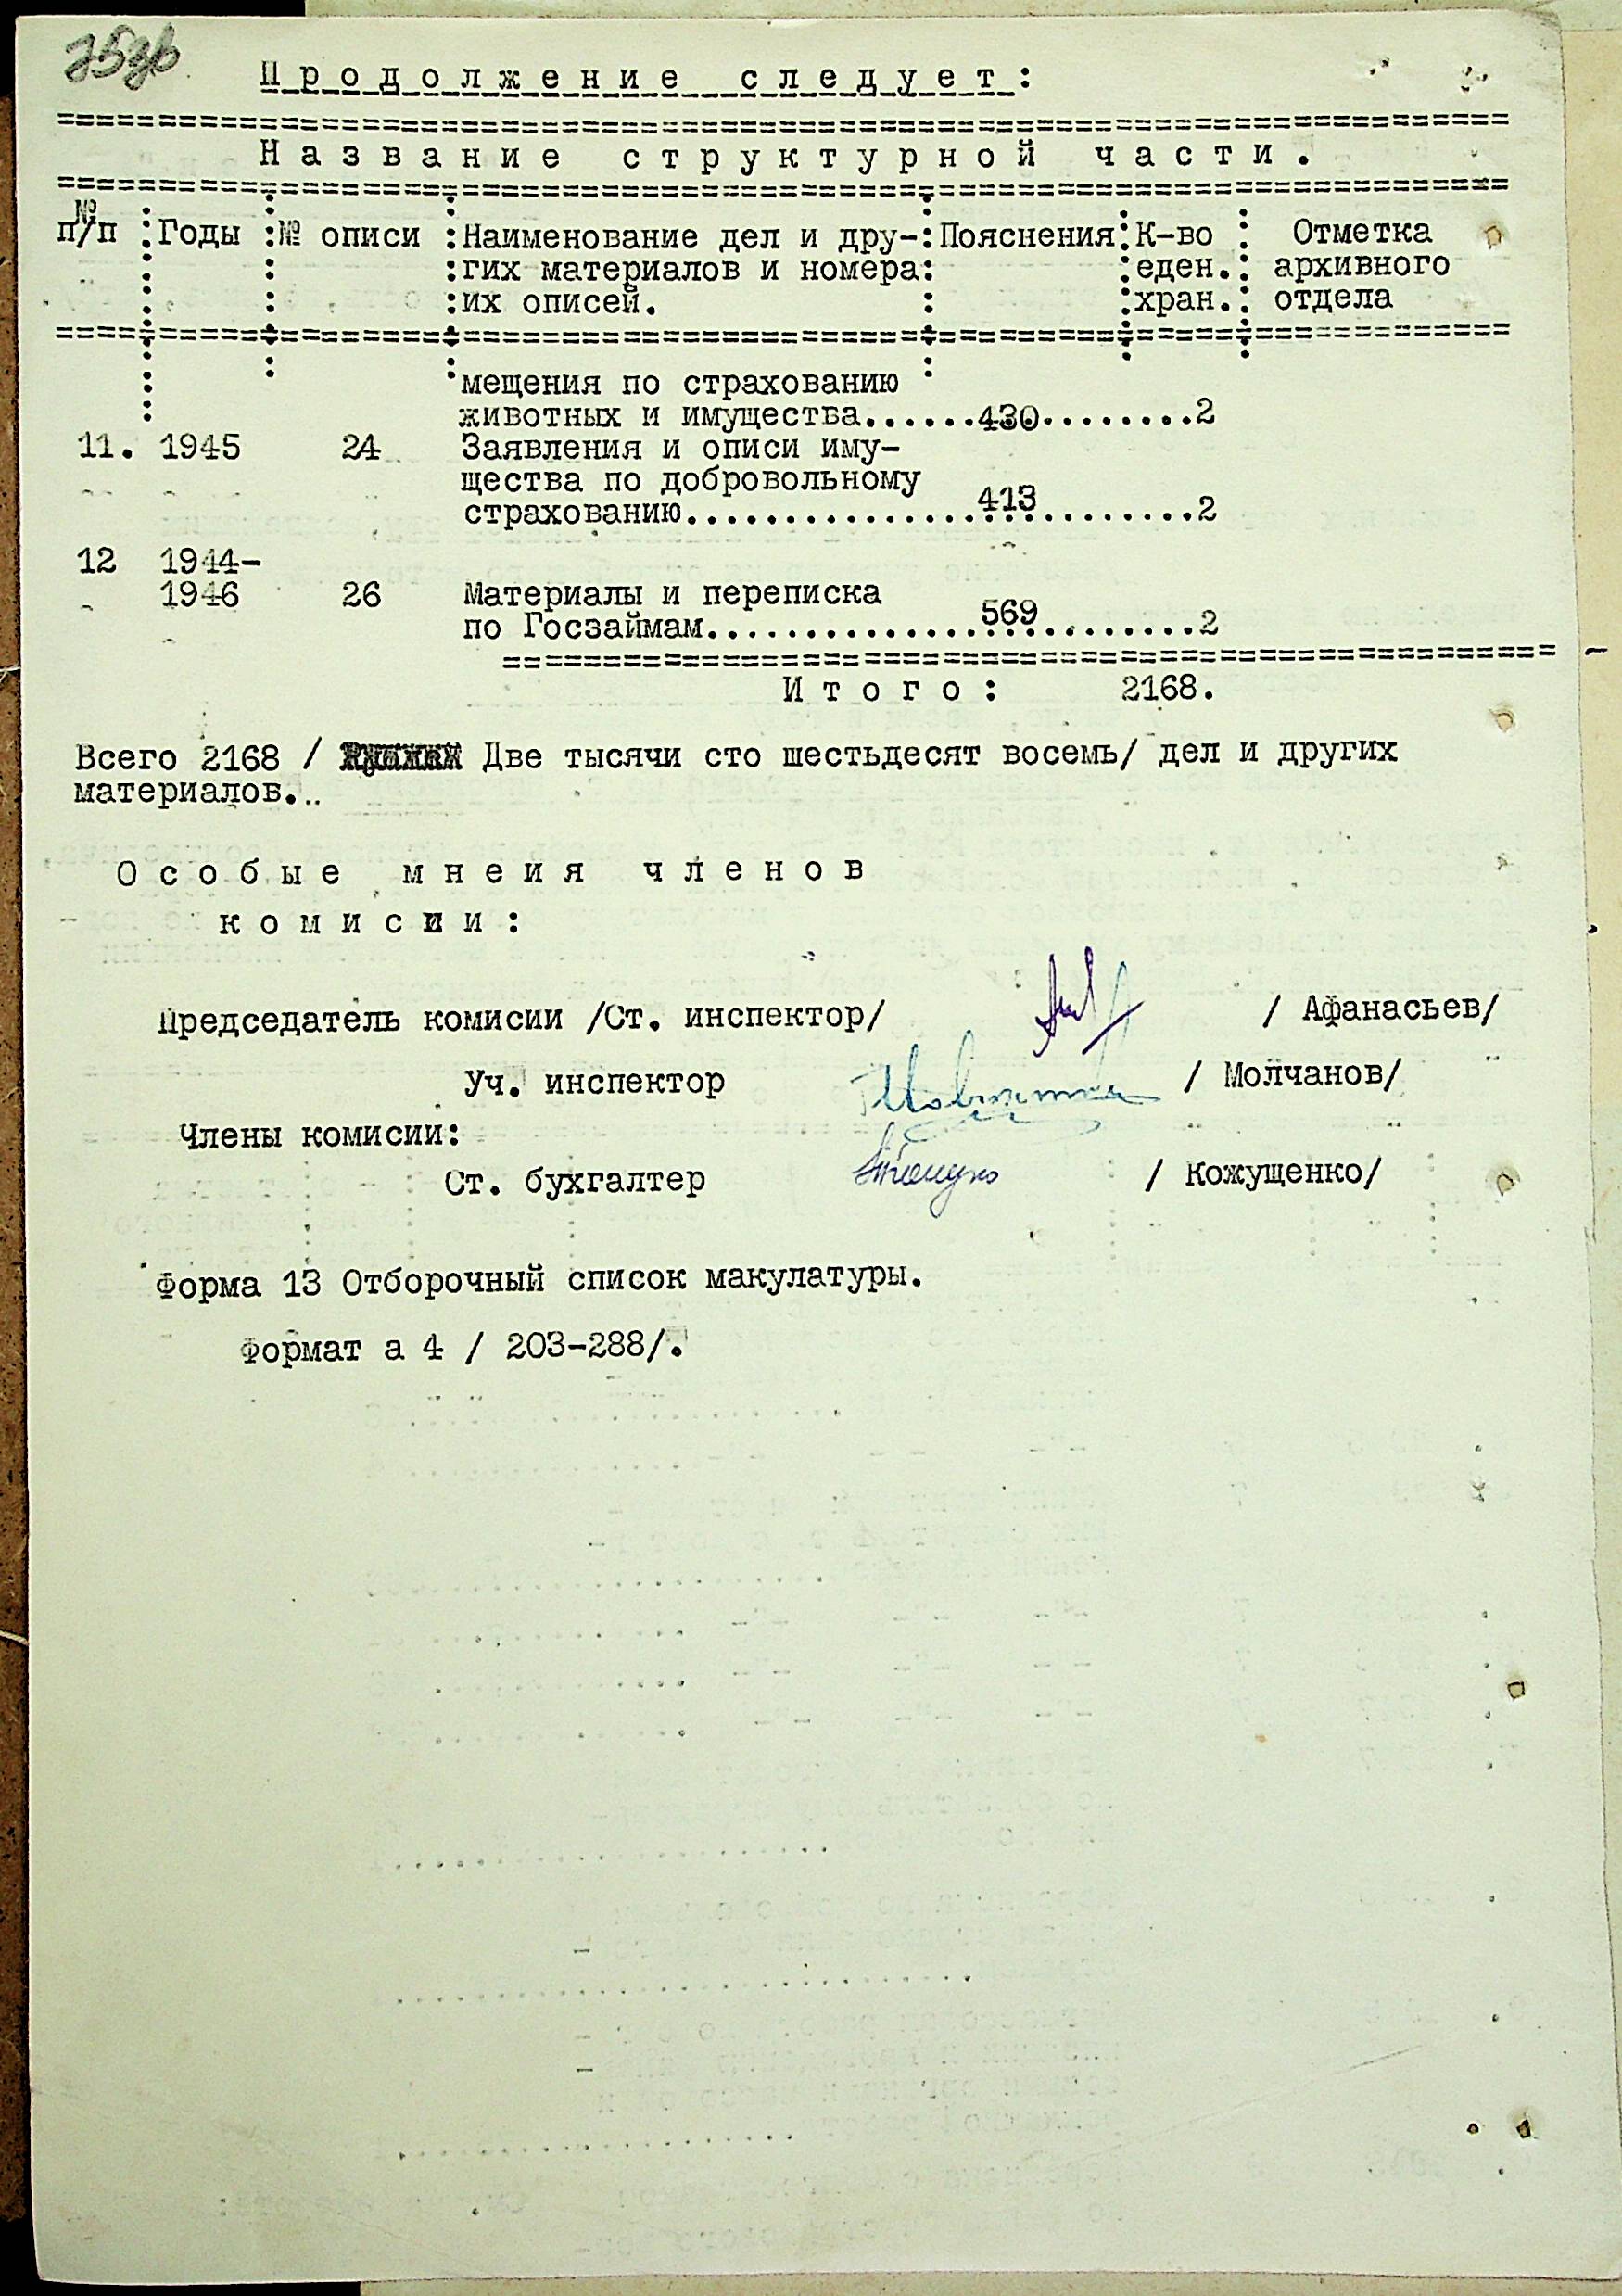 Продолжение следует:
Название структурной части.
№ п/п :Годы :№ описи :Наименование дел и дру-:Пояснения:К-во : Отметка
:гих материалов и номера: :еден.: архивного
:их описей. : :хран.: отдела
мещения по страхованию
животных и имущества......430........2
11. 1945 24 Заявления и описи иму-
щества по добровольному
страхованию................413.........2
12 1944-
1946 26 Материалы и переписка
по Госзаймам...............569.........2
Итого: 2168.
Всего 2168 / Две тысячи сто шестьдесят восемь/ дел и других
материалов...
Особые мнеия членов
комисии:
Председатель комисии /Ст. инспектор/ / Афанасьев/
Уч. инспектор / Молчанов/
Члены комисии:
Ст. бухгалтер / Кожущенко/
Форма 13 Отборочный список макулатуры.
Формат а 4 / 203-288/.